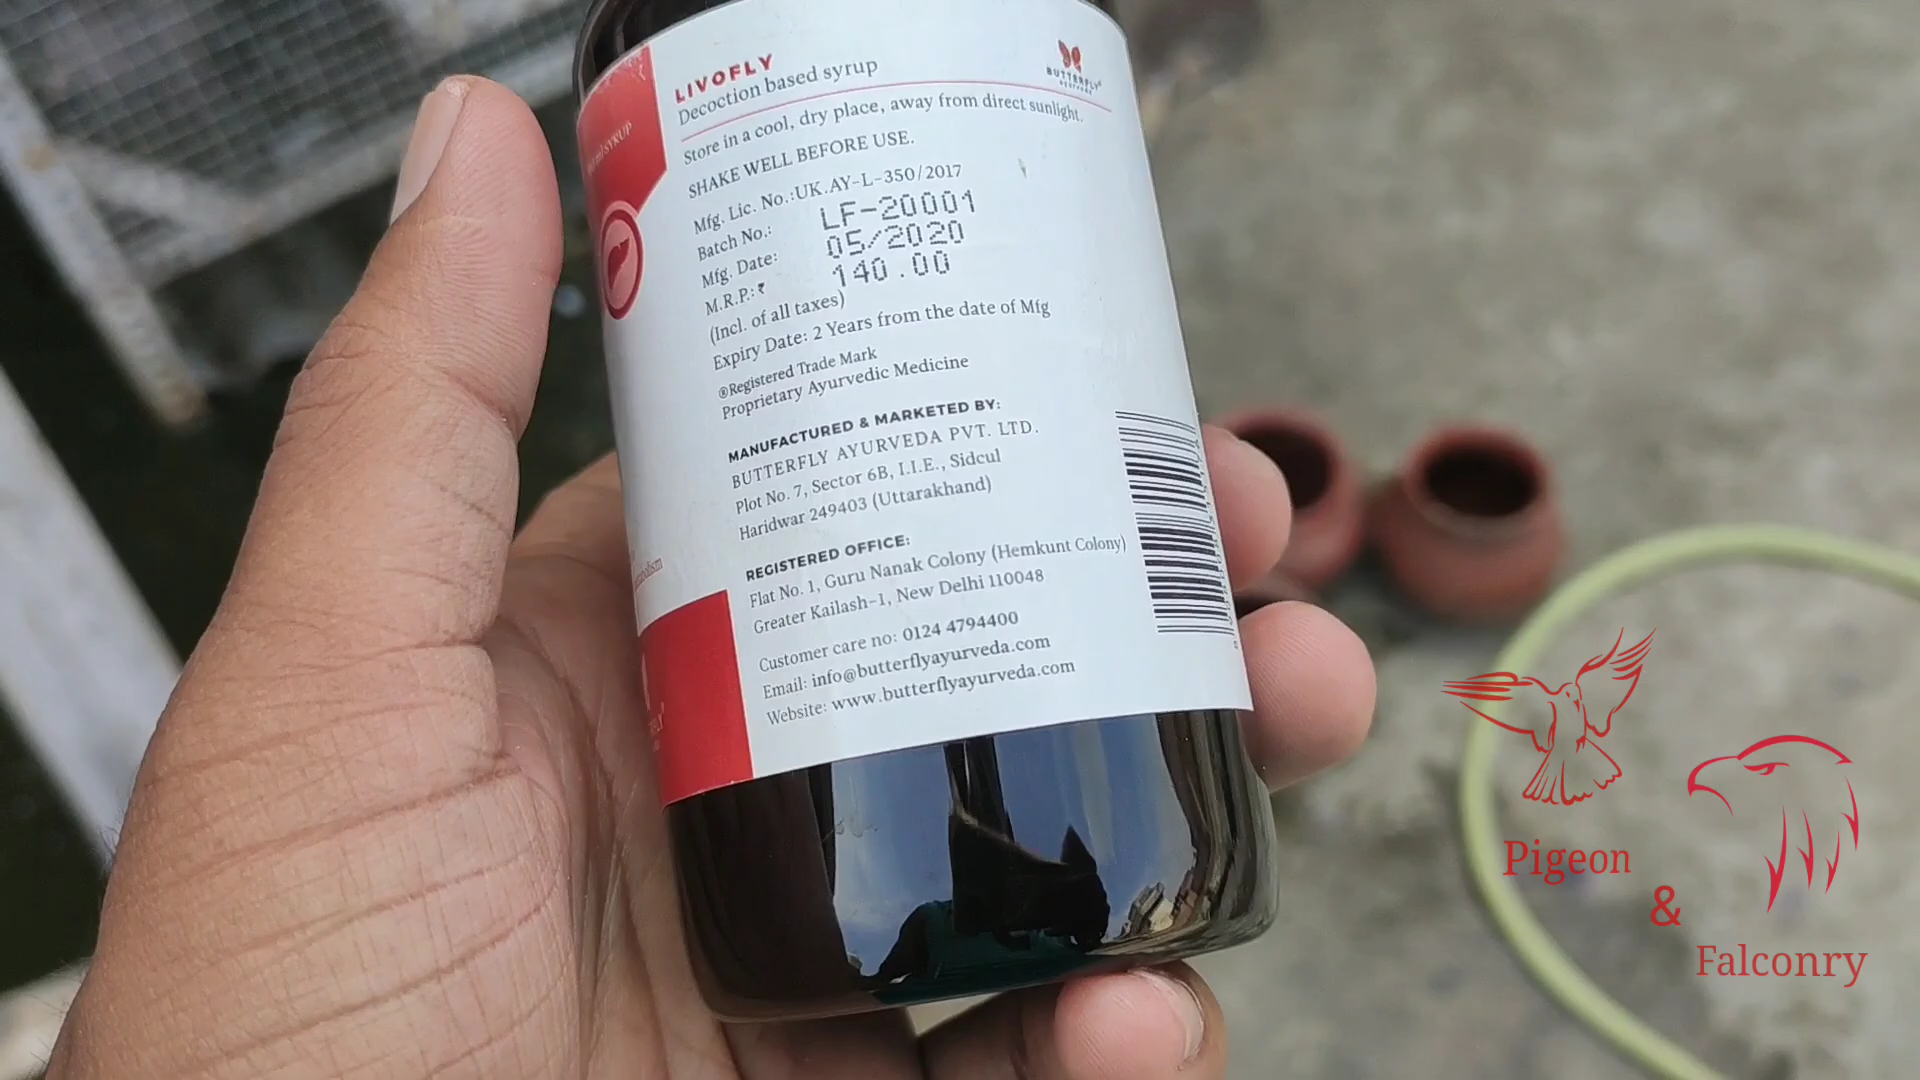 LIVOFLY
Decoction based syrup
BUTTERFLY
Store in a cool, dry place, away from direct sunlight.
SHAKE WELL BEFORE USE.
Mfg. Lic. No.:UK.AY-L-350/2017
Batch No.: LF-20001
Mfg. Date: 05/2020
M.R.P.:₹ 140.00
(Incl. of all taxes)
Expiry Date: 2 Years from the date of Mfg
®Registered Trade Mark
Proprietary Ayurvedic Medicine
MANUFACTURED & MARKETED BY:
BUTTERFLY AYURVEDA PVT. LTD.
Plot No. 7, Sector 6B, I.I.E., Sidcul
Haridwar 249403 (Uttarakhand)
REGISTERED OFFICE:
Flat No. 1, Guru Nanak Colony (Hemkunt Colony)
Greater Kailash-1, New Delhi 110048
Customer care no: 0124 4794400
Email: info@butterflyayurveda.com
Website: www.butterflyayurveda.com
SYRUP
Pigeon
&
Falconry